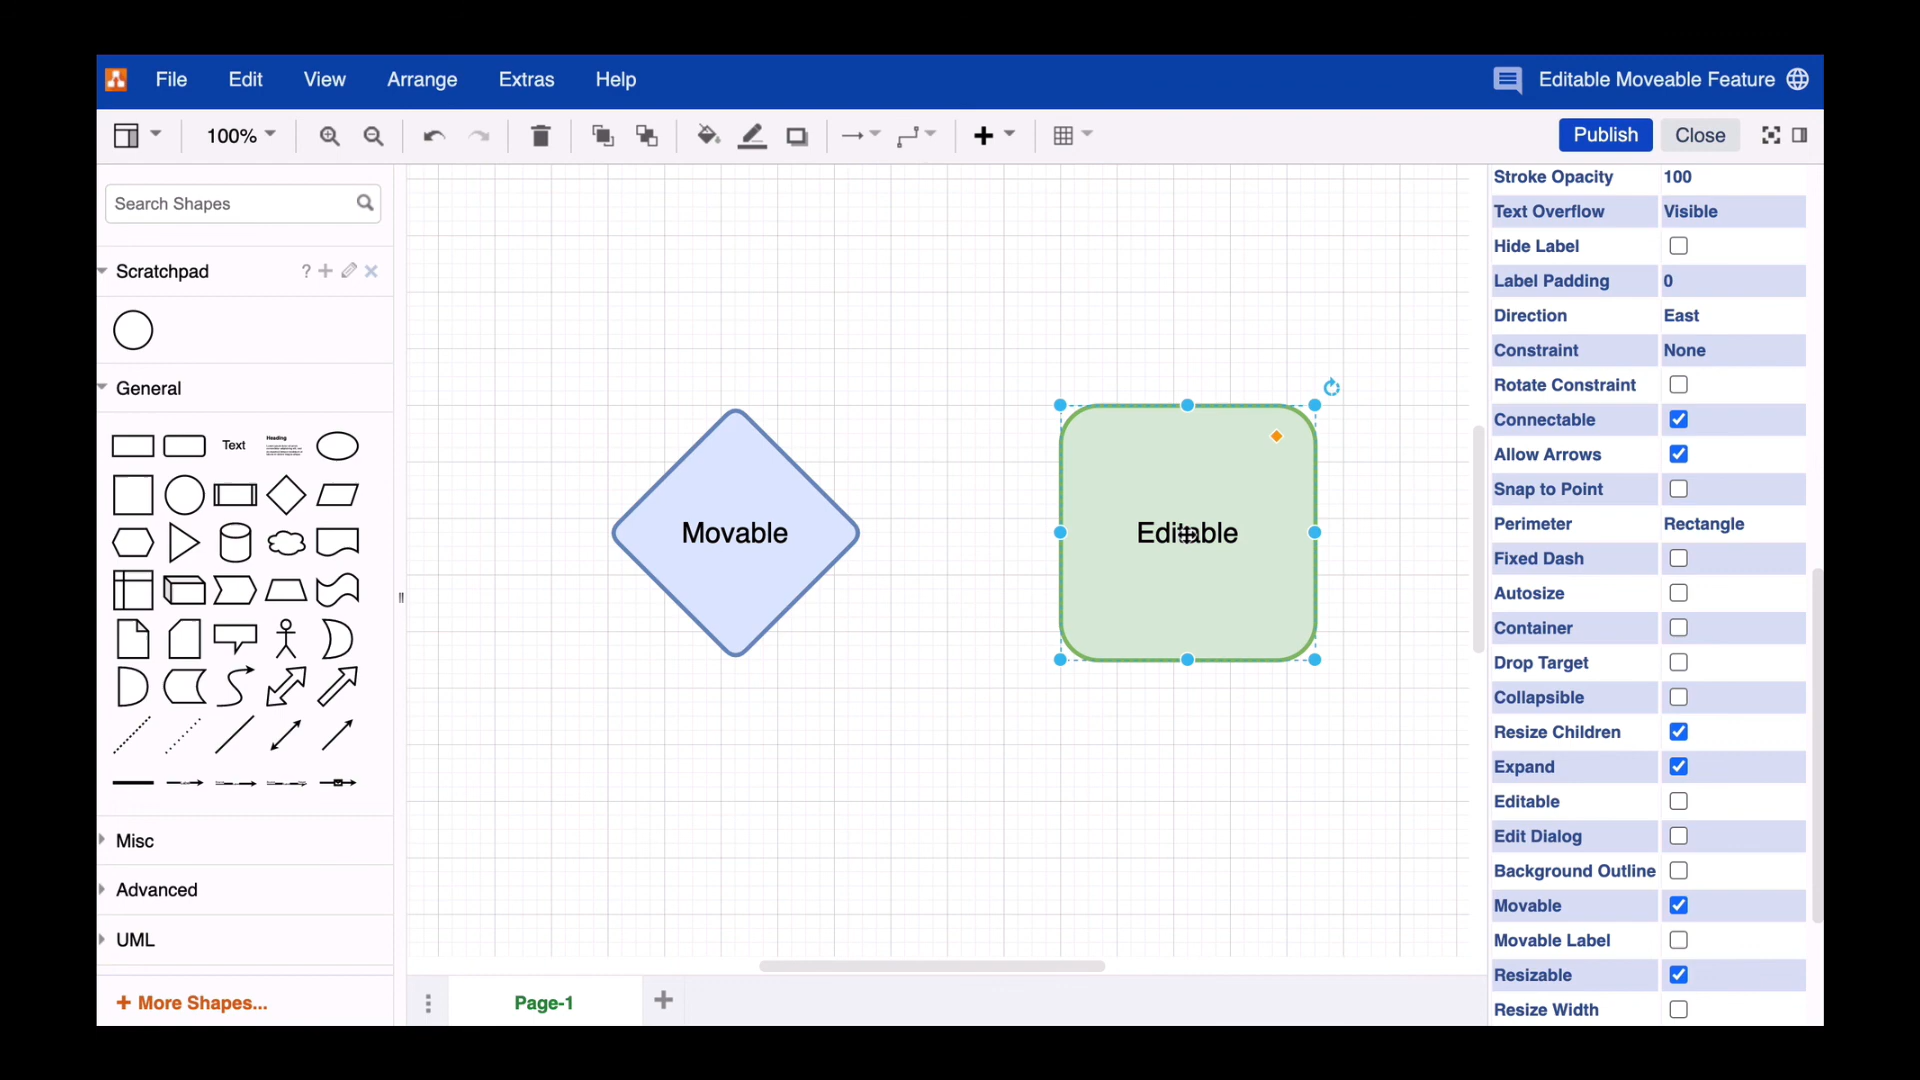 File Edit View Arrange Extras Help Editable Moveable Feature
100% Publish Close
Search Shapes
Scratchpad ?
General
Text
Heading
Misc
Advanced
UML
+ More Shapes...
Movable
Editable
Page-1
Stroke Opacity 100
Text Overflow Visible
Hide Label
Label Padding 0
Direction East
Constraint None
Rotate Constraint
Connectable
Allow Arrows
Snap to Point
Perimeter Rectangle
Fixed Dash
Autosize
Container
Drop Target
Collapsible
Resize Children
Expand
Editable
Edit Dialog
Background Outline
Movable
Movable Label
Resizable
Resize Width